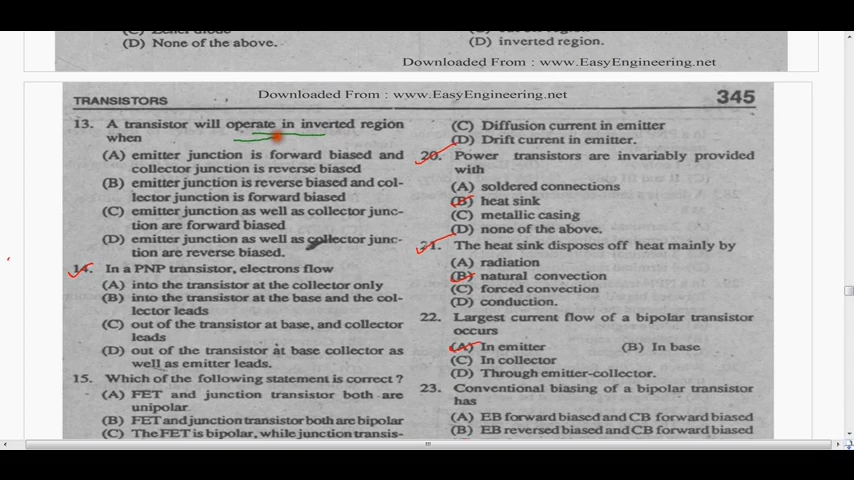 (D) None of the above.
(D) inverted region.
Downloaded From : www.EasyEngineering.net
TRANSISTORS
Downloaded From : www.EasyEngineering.net
345
13. A transistor will operate in inverted region
when
(A) emitter junction is forward biased and
collector junction is reverse biased
(B) emitter junction is reverse biased and col-
lector junction is forward biased
(C) emitter junction as well as collector junc-
tion are forward biased
(D) emitter junction as well as collector junc-
tion are reverse biased.
14. In a PNP transistor, electrons flow
(A) into the transistor at the collector only
(B) into the transistor at the base and the col-
lector leads
(C) out of the transistor at base, and collector
leads
(D) out of the transistor at base collector as
well as emitter leads.
15. Which of the following statement is correct ?
(A) FET and junction transistor both are
unipolar
(B) FET and junction transistor both are bipolar
(C) The FET is bipolar, while junction transis-
(C) Diffusion current in emitter
(D) Drift current in emitter.
20. Power transistors are invariably provided
with
(A) soldered connections
(B) heat sink
(C) metallic casing
(D) none of the above.
21. The heat sink disposes off heat mainly by
(A) radiation
(B) natural convection
(C) forced convection
(D) conduction.
22. Largest current flow of a bipolar transistor
occurs
(A) In emitter (B) In base
(C) In collector
(D) Through emitter-collector.
23. Conventional biasing of a bipolar transistor
has
(A) EB forward biased and CB forward biased
(B) EB reversed biased and CB forward biased